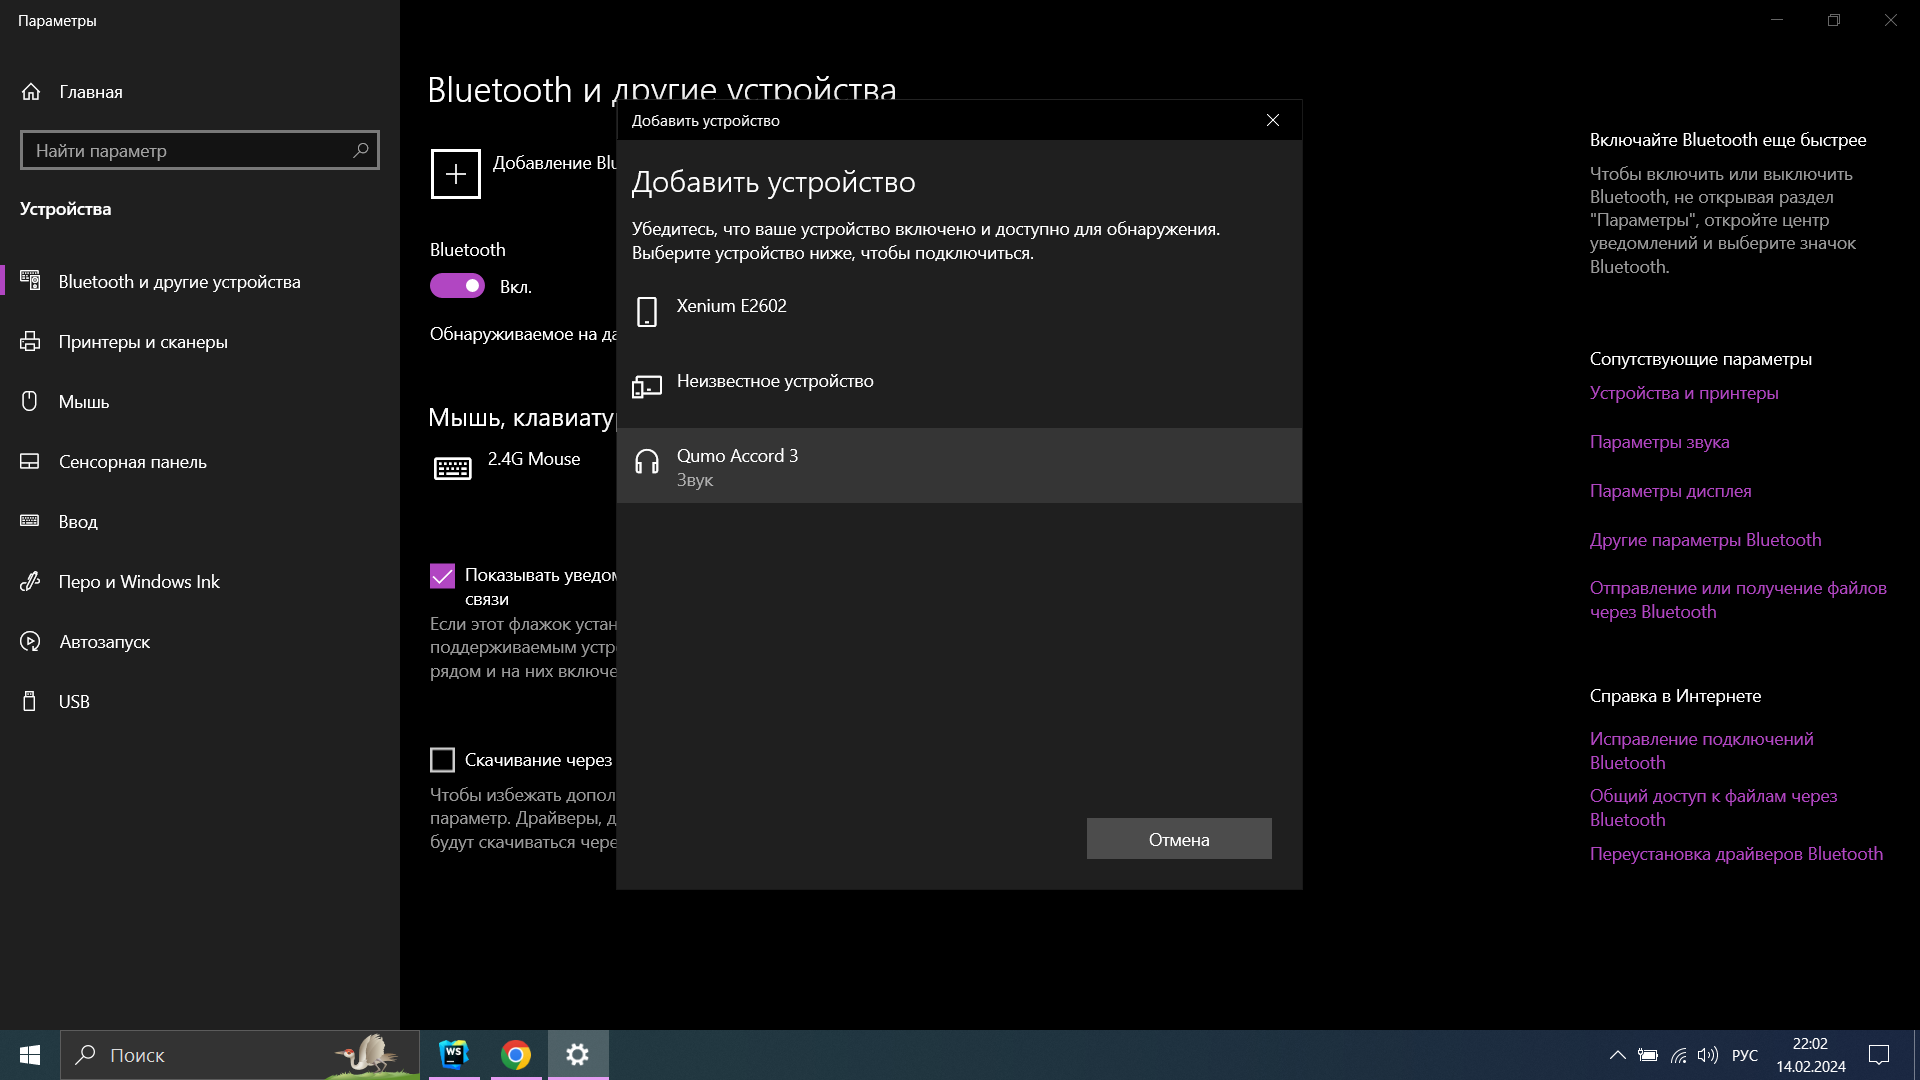 Параметры
Главная
Найти параметр
Устройства
Bluetooth и другие устройства
Принтеры и сканеры
Мышь
Сенсорная панель
Ввод
Перо и Windows Ink
Автозапуск
USB
Bluetooth и другие устройства
Добавление Blu
Bluetooth
Вкл.
Обнаруживаемое на да
Мышь, клавиату
2.4G Mouse
Показывать уведом
связи
Если этот флажок устан
поддерживаемым устро
рядом и на них включе
Скачивание через
Чтобы избежать допол
параметр. Драйверы, д
будут скачиваться чере
Добавить устройство
Добавить устройство
Убедитесь, что ваше устройство включено и доступно для обнаружения.
Выберите устройство ниже, чтобы подключиться.
Xenium E2602
Неизвестное устройство
Qumo Accord 3
Звук
Отмена
Включайте Bluetooth еще быстрее
Чтобы включить или выключить
Bluetooth, не открывая раздел
"Параметры", откройте центр
уведомлений и выберите значок
Bluetooth.
Сопутствующие параметры
Устройства и принтеры
Параметры звука
Параметры дисплея
Другие параметры Bluetooth
Отправление или получение файлов
через Bluetooth
Справка в Интернете
Исправление подключений
Bluetooth
Общий доступ к файлам через
Bluetooth
Переустановка драйверов Bluetooth
Поиск
WS
РУС
22:02
14.02.2024